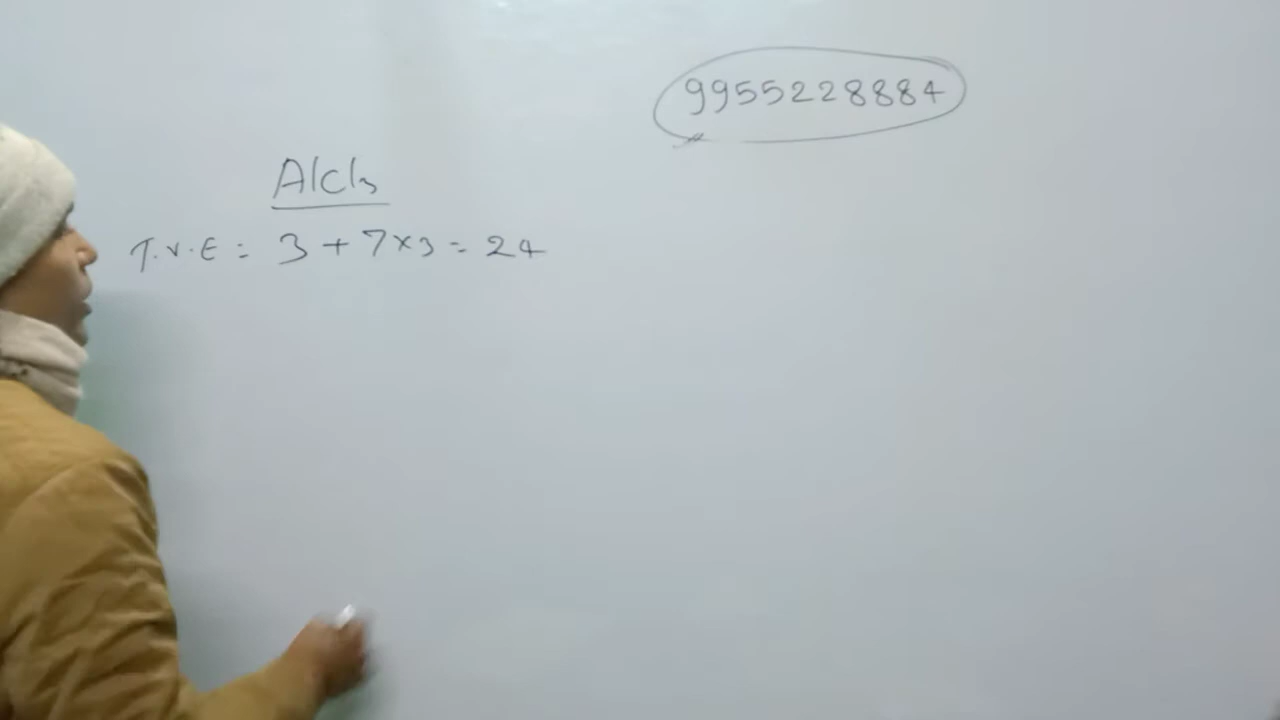 9955228884
AlCl3
T.V.E = 3 + 7×3 = 24